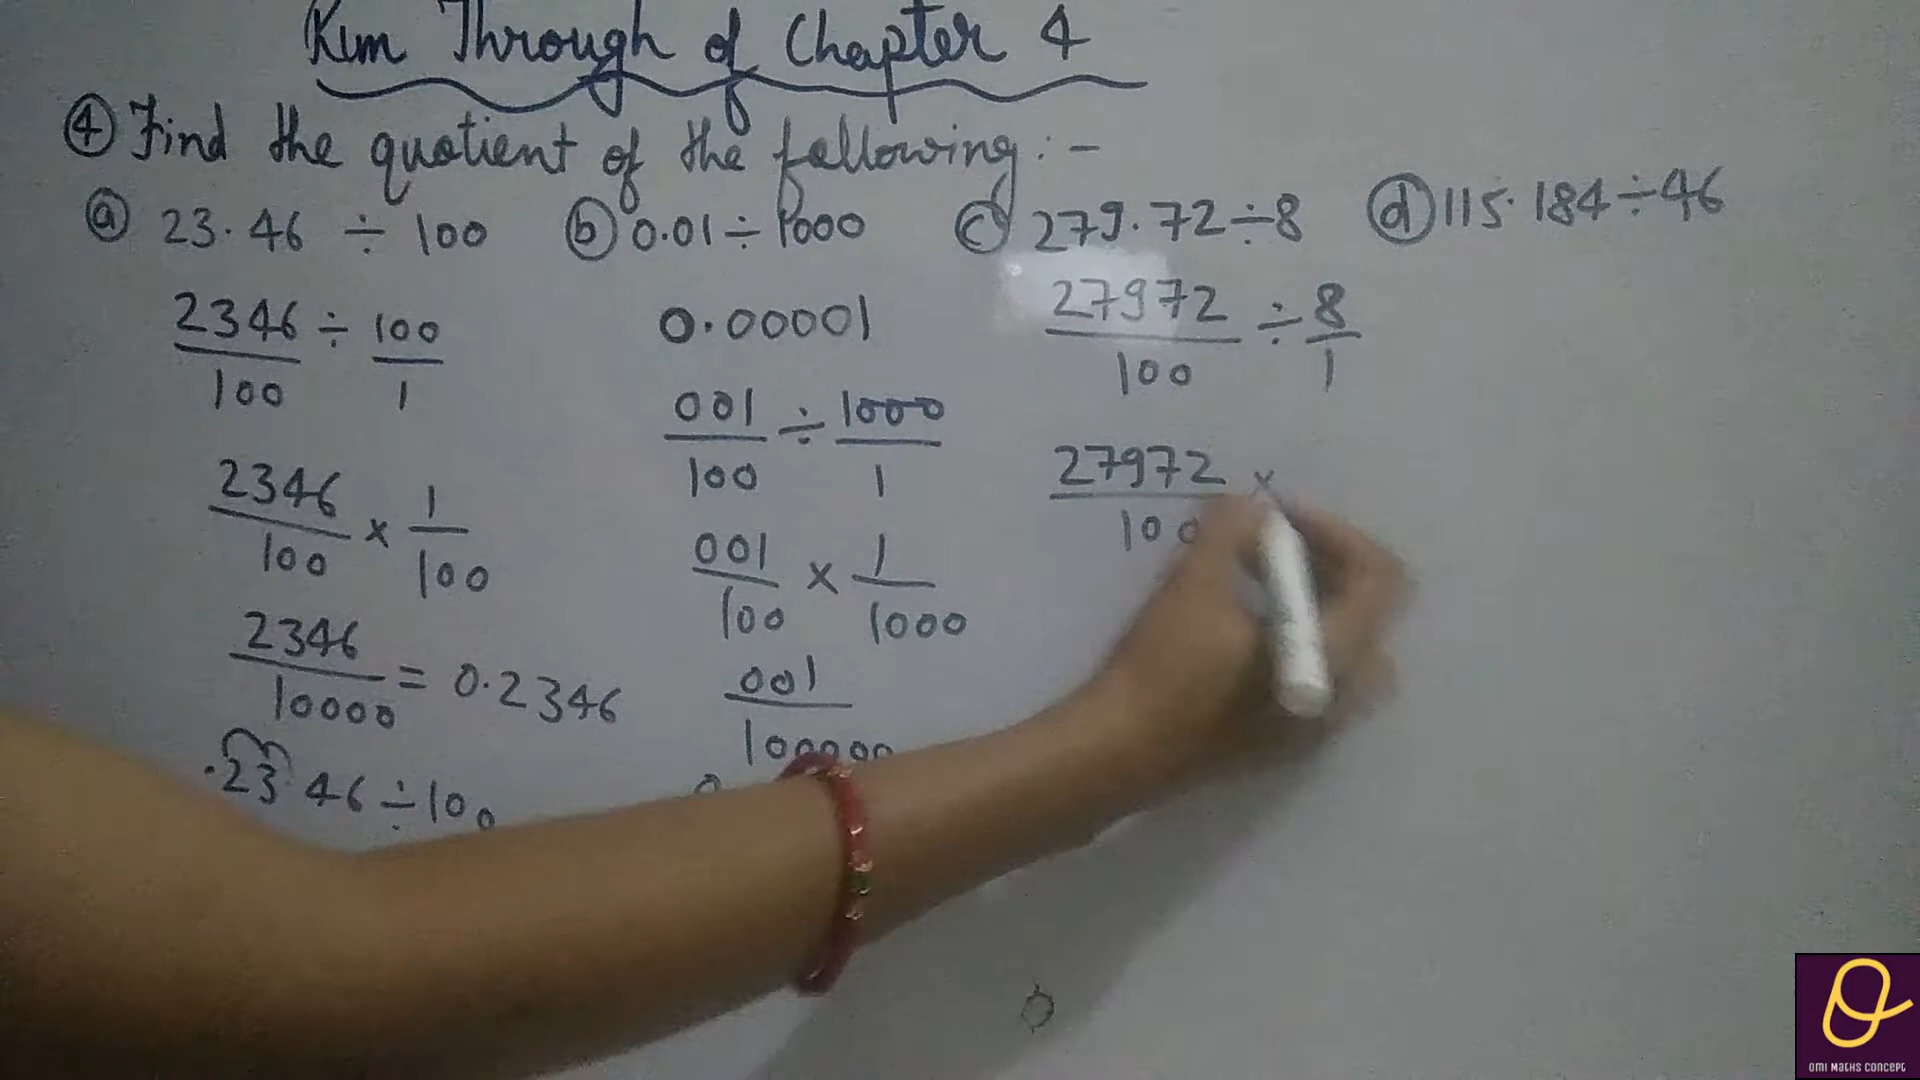 Rum Through of Chapter 4
④ Find the quotient of the following :-
ⓐ 23.46 ÷ 100 ⓑ 0.01 ÷ 1000 ⓒ 279.72 ÷ 8 ⓓ 115.184 ÷ 46
2346/100 ÷ 100/1
2346/100 × 1/100
2346/10000 = 0.2346
.2346 ÷ 100
0.00001
001/100 ÷ 1000/1
001/100 × 1/1000
001/100000
27972/100 ÷ 8/1
27972/100 ×
OMI MATHS CONCEPT